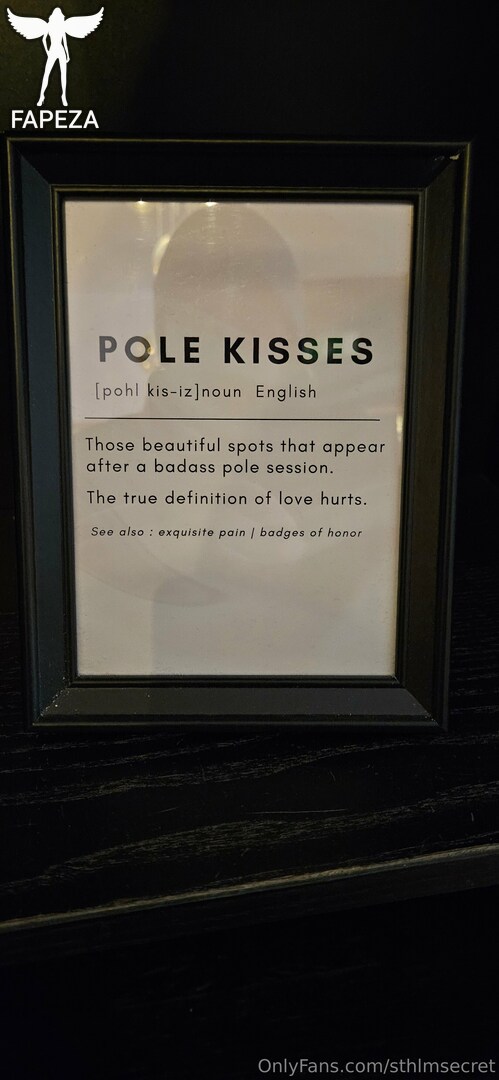 FAPEZA
POLE KISSES
[pohl kis-iz]noun English
Those beautiful spots that appear
after a badass pole session.
The true definition of love hurts.
See also : exquisite pain | badges of honor
OnlyFans.com/sthlmsecret